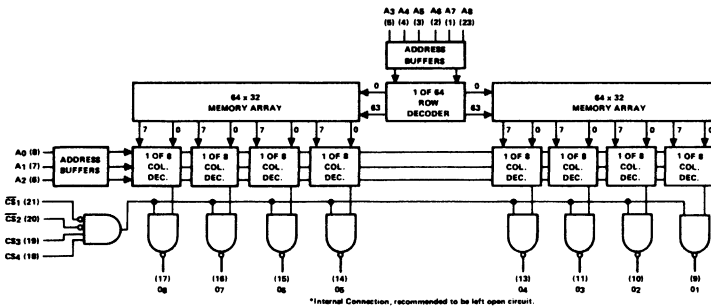 A3 A4 A5 A6 A7 A8
(5) (4) (3) (2) (1) (23)
ADDRESS
BUFFERS
64 x 32
MEMORY ARRAY
0
63
1 OF 64
ROW
DECODER
0
63
64 x 32
MEMORY ARRAY
7 0 7 0 7 0 7 0 7 0 7 0 7 0 7 0
A0 (8)
A1 (7)
A2 (6)
ADDRESS
BUFFERS
1 OF 8
COL.
DEC.
1 OF 8
COL.
DEC.
1 OF 8
COL.
DEC.
1 OF 8
COL.
DEC.
1 OF 8
COL.
DEC.
1 OF 8
COL.
DEC.
1 OF 8
COL.
DEC.
1 OF 8
COL.
DEC.
CS1 (21)
CS2 (20)
CS3 (19)
CS4 (18)
(17) (16) (15) (14) (13) (11) (10) (9)
O8 O7 O6 O5 O4 O3 O2 O1
*Internal Connection, recommended to be left open circuit.